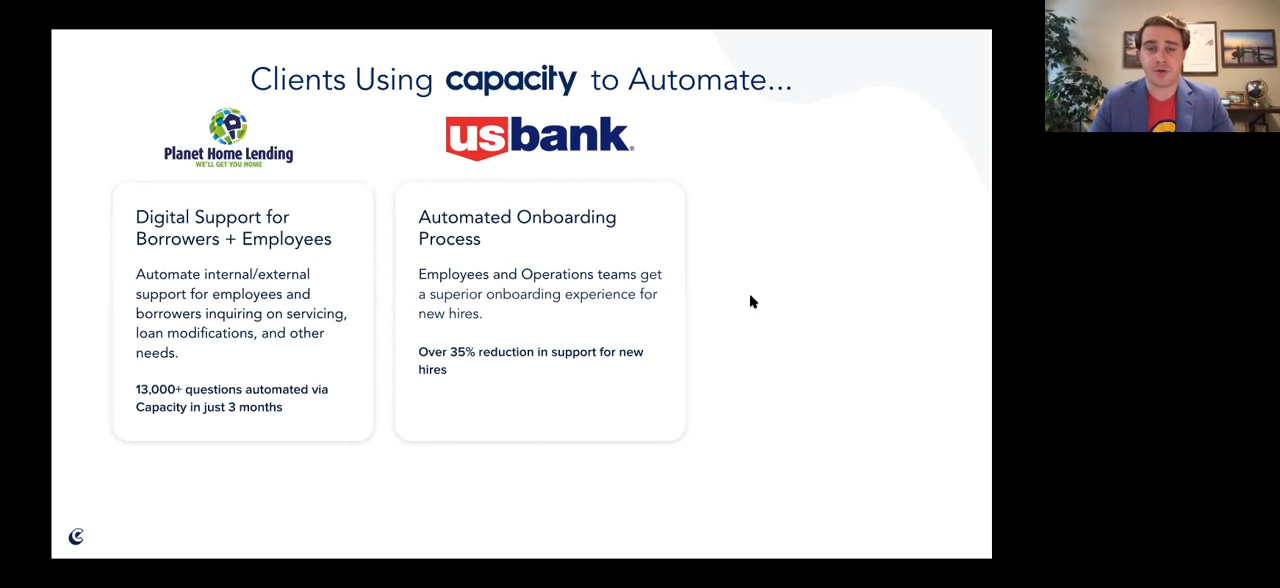 Clients Using capacity to Automate...
Planet Home Lending
WE'LL GET YOU HOME
usbank.
Digital Support for
Borrowers + Employees
Automate internal/external
support for employees and
borrowers inquiring on servicing,
loan modifications, and other
needs.
13,000+ questions automated via
Capacity in just 3 months
Automated Onboarding
Process
Employees and Operations teams get
a superior onboarding experience for
new hires.
Over 35% reduction in support for new
hires